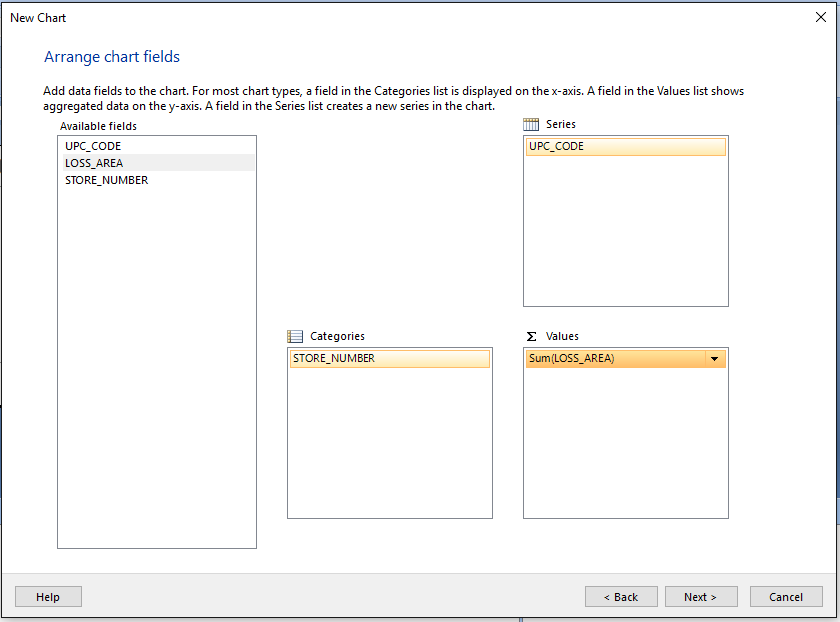 New Chart
Arrange chart fields
Add data fields to the chart. For most chart types, a field in the Categories list is displayed on the x-axis. A field in the Values list shows
aggregated data on the y-axis. A field in the Series list creates a new series in the chart.
Available fields
UPC_CODE
LOSS_AREA
STORE_NUMBER
Series
UPC_CODE
Categories
STORE_NUMBER
Σ Values
Sum(LOSS_AREA)
Help
< Back
Next >
Cancel